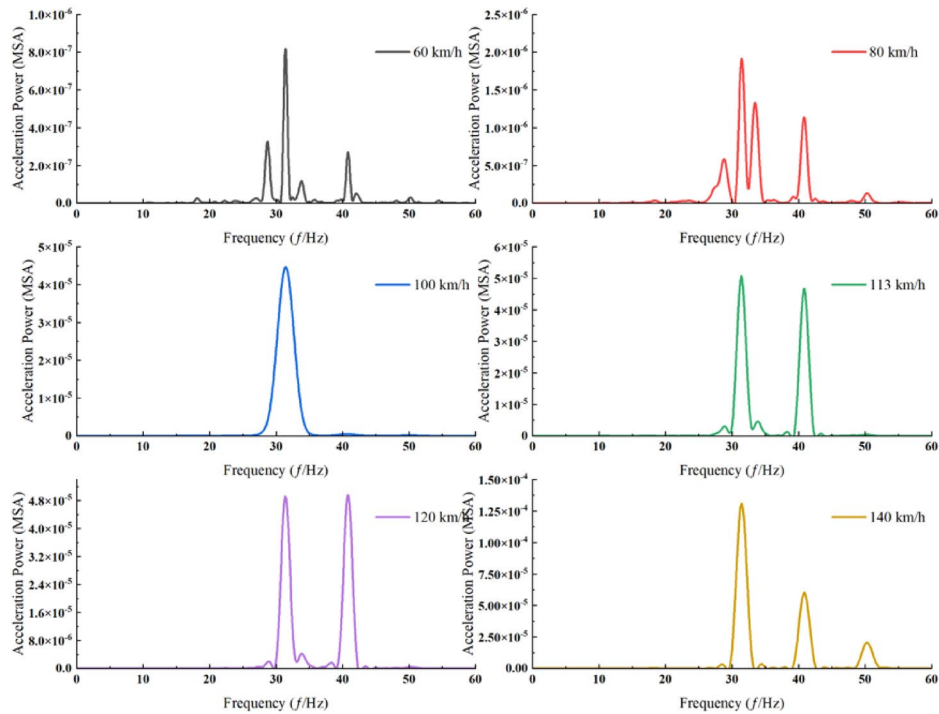 Acceleration Power (MSA)
1.0×10⁻⁶
8.0×10⁻⁷
6.0×10⁻⁷
4.0×10⁻⁷
2.0×10⁻⁷
0.0
60 km/h
0 10 20 30 40 50 60
Frequency (f/Hz)
Acceleration Power (MSA)
2.5×10⁻⁶
2.0×10⁻⁶
1.5×10⁻⁶
1.0×10⁻⁶
5.0×10⁻⁷
0.0
80 km/h
0 10 20 30 40 50 60
Frequency (f/Hz)
Acceleration Power (MSA)
5×10⁻⁵
4×10⁻⁵
3×10⁻⁵
2×10⁻⁵
1×10⁻⁵
0
100 km/h
0 10 20 30 40 50 60
Frequency (f/Hz)
Acceleration Power (MSA)
6×10⁻⁵
5×10⁻⁵
4×10⁻⁵
3×10⁻⁵
2×10⁻⁵
1×10⁻⁵
0
113 km/h
0 10 20 30 40 50 60
Frequency (f/Hz)
Acceleration Power (MSA)
4.8×10⁻⁵
4.0×10⁻⁵
3.2×10⁻⁵
2.4×10⁻⁵
1.6×10⁻⁵
8.0×10⁻⁶
0.0
120 km/h
0 10 20 30 40 50 60
Frequency (f/Hz)
Acceleration Power (MSA)
1.50×10⁻⁴
1.25×10⁻⁴
1.00×10⁻⁴
7.50×10⁻⁵
5.00×10⁻⁵
2.50×10⁻⁵
0.00
140 km/h
0 10 20 30 40 50 60
Frequency (f/Hz)